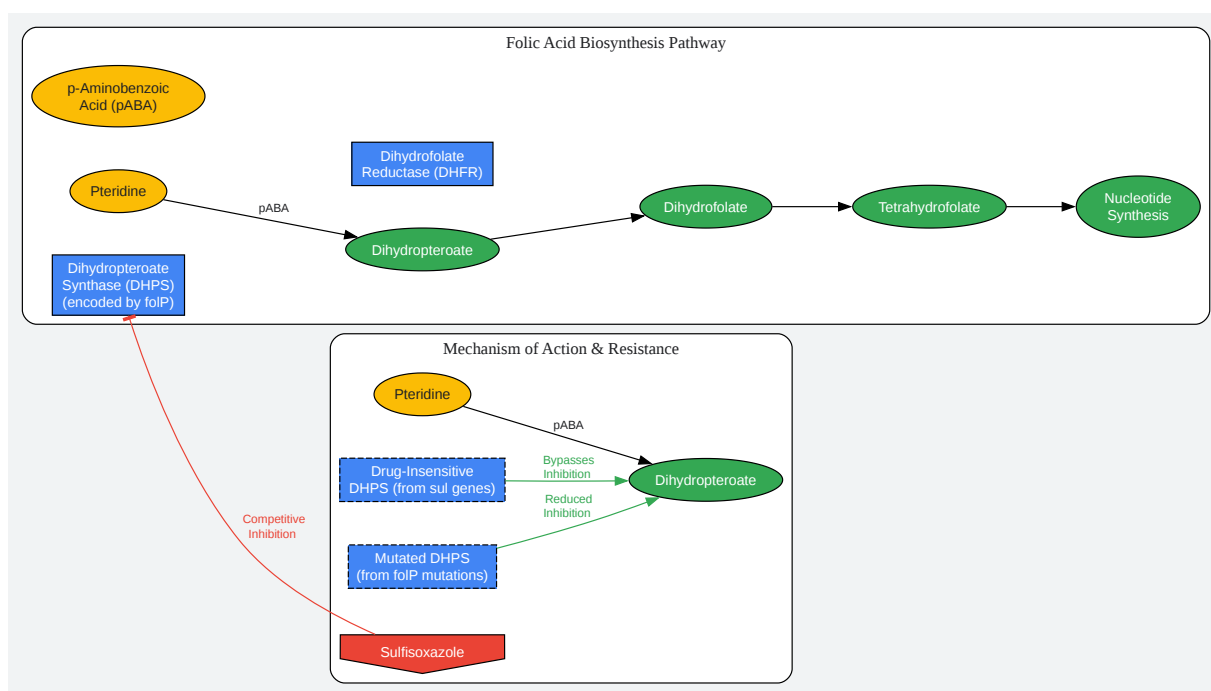 Folic Acid Biosynthesis Pathway
p-Aminobenzoic
Acid (pABA)
Dihydrofolate
Reductase (DHFR)
Pteridine
pABA
Dihydropteroate
Dihydrofolate
Tetrahydrofolate
Nucleotide
Synthesis
Dihydropteroate
Synthase (DHPS)
(encoded by folP)
Mechanism of Action & Resistance
Pteridine
pABA
Drug-Insensitive
DHPS (from sul genes)
Bypasses
Inhibition
Dihydropteroate
Reduced
Inhibition
Competitive
Inhibition
Mutated DHPS
(from folP mutations)
Sulfisoxazole